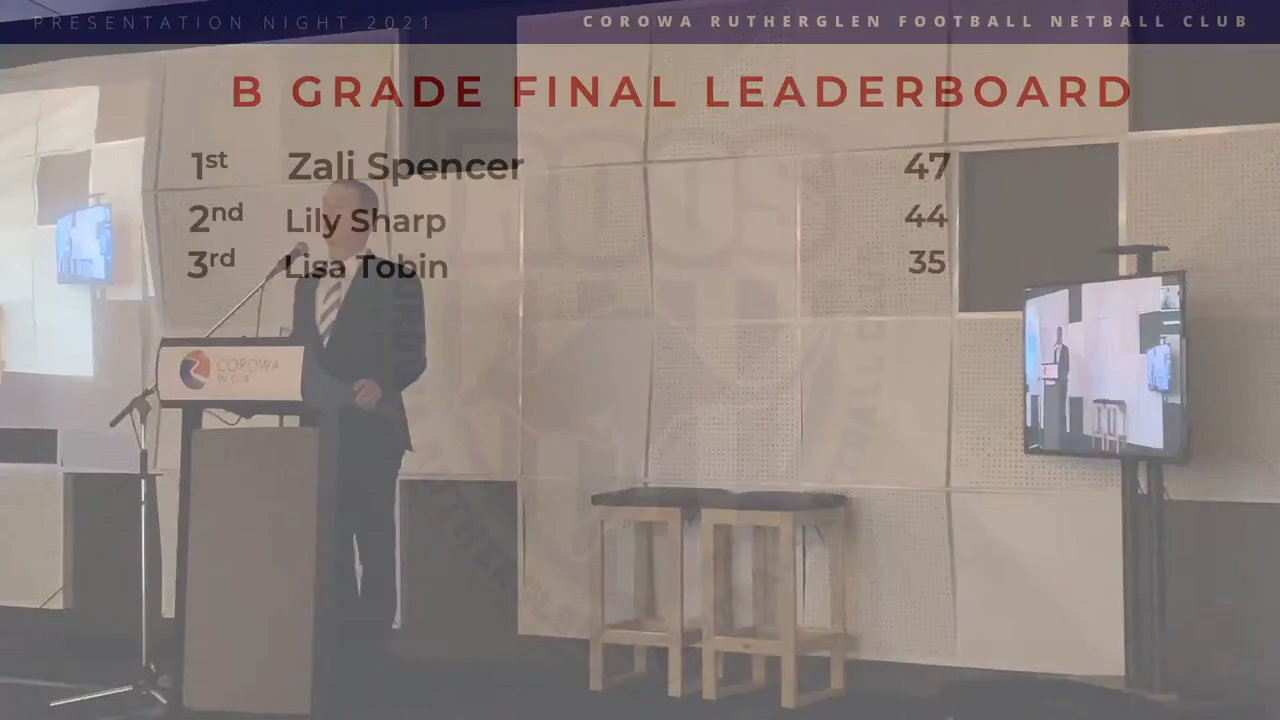 PRESENTATION NIGHT 2021
COROWA RUTHERGLEN FOOTBALL NETBALL CLUB
B GRADE FINAL LEADERBOARD
1st Zali Spencer 47
2nd Lily Sharp 44
3rd Lisa Tobin 35
ROOS
COROWA